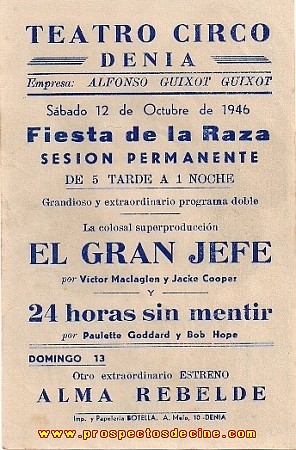 TEATRO CIRCO
DENIA
Empresa: ALFONSO GUIXOT GUIXOT
Sábado 12 de Octubre de 1946
Fiesta de la Raza
SESION PERMANENTE
DE 5 TARDE A 1 NOCHE
Grandioso y extraordinario programa doble
La colosal superproducción
EL GRAN JEFE
por Víctor Maclaglen y Jacke Cooper
Y
24 horas sin mentir
por Paulette Goddard y Bob Hope
DOMINGO 13
Otro extraordinario ESTRENO
ALMA REBELDE
Imp. y Papelería BOTELLA. A. Melo, 10 -DENIA
www.prospectosdecine.com